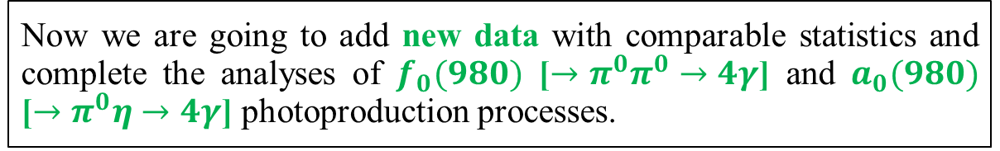 Now we are going to add new data with comparable statistics and
complete the analyses of f₀(980) [→ π⁰π⁰ → 4γ] and a₀(980)
[→ π⁰η → 4γ] photoproduction processes.